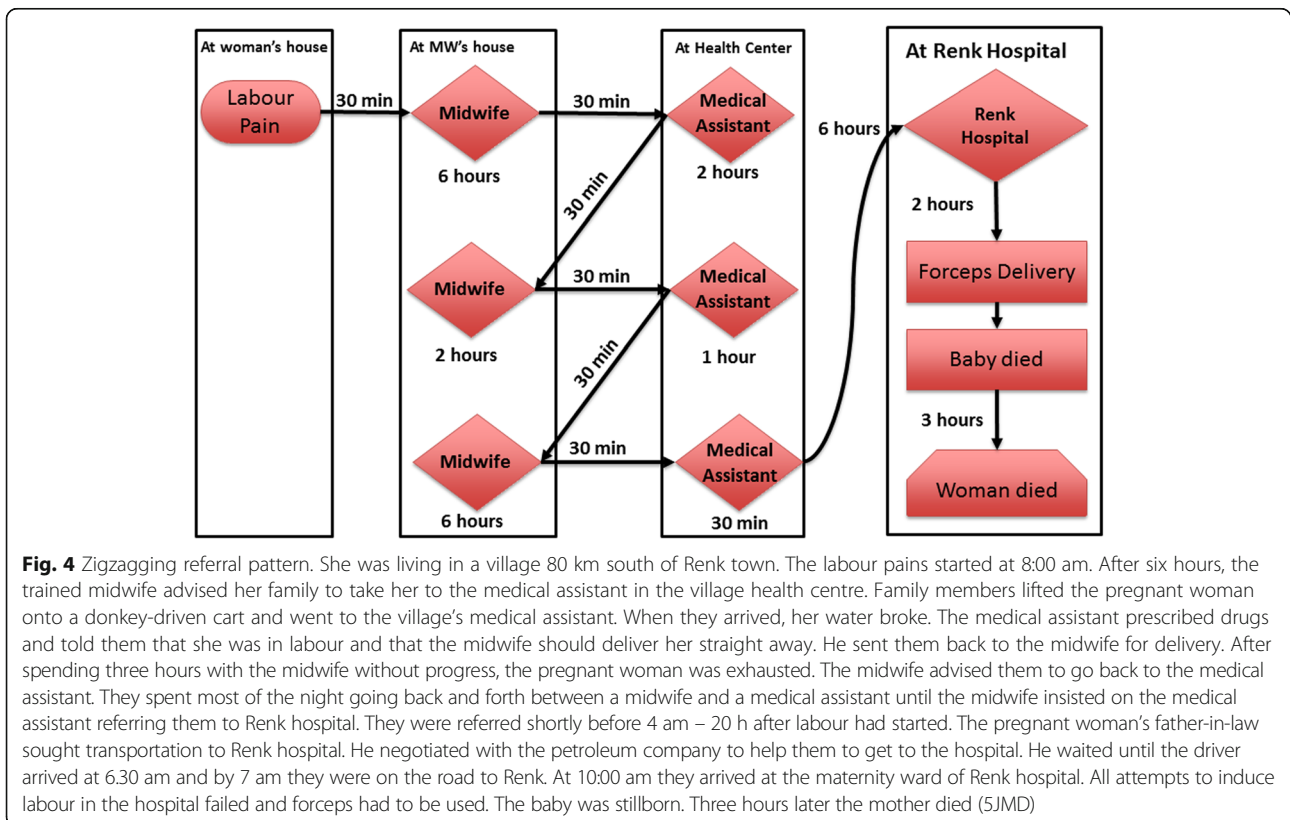 At woman's house
Labour
Pain
30 min
At MW's house
Midwife
6 hours
30 min
At Health Center
Medical
Assistant
2 hours
30 min
Midwife
2 hours
30 min
Medical
Assistant
1 hour
30 min
Midwife
6 hours
30 min
Medical
Assistant
30 min
6 hours
At Renk Hospital
Renk
Hospital
2 hours
Forceps Delivery
Baby died
3 hours
Woman died
Fig. 4 Zigzagging referral pattern. She was living in a village 80 km south of Renk town. The labour pains started at 8:00 am. After six hours, the
trained midwife advised her family to take her to the medical assistant in the village health centre. Family members lifted the pregnant woman
onto a donkey-driven cart and went to the village's medical assistant. When they arrived, her water broke. The medical assistant prescribed drugs
and told them that she was in labour and that the midwife should deliver her straight away. He sent them back to the midwife for delivery. After
spending three hours with the midwife without progress, the pregnant woman was exhausted. The midwife advised them to go back to the medical
assistant. They spent most of the night going back and forth between a midwife and a medical assistant until the midwife insisted on the medical
assistant referring them to Renk hospital. They were referred shortly before 4 am – 20 h after labour had started. The pregnant woman's father-in-law
sought transportation to Renk hospital. He negotiated with the petroleum company to help them to get to the hospital. He waited until the driver
arrived at 6.30 am and by 7 am they were on the road to Renk. At 10:00 am they arrived at the maternity ward of Renk hospital. All attempts to induce
labour in the hospital failed and forceps had to be used. The baby was stillborn. Three hours later the mother died (5JMD)